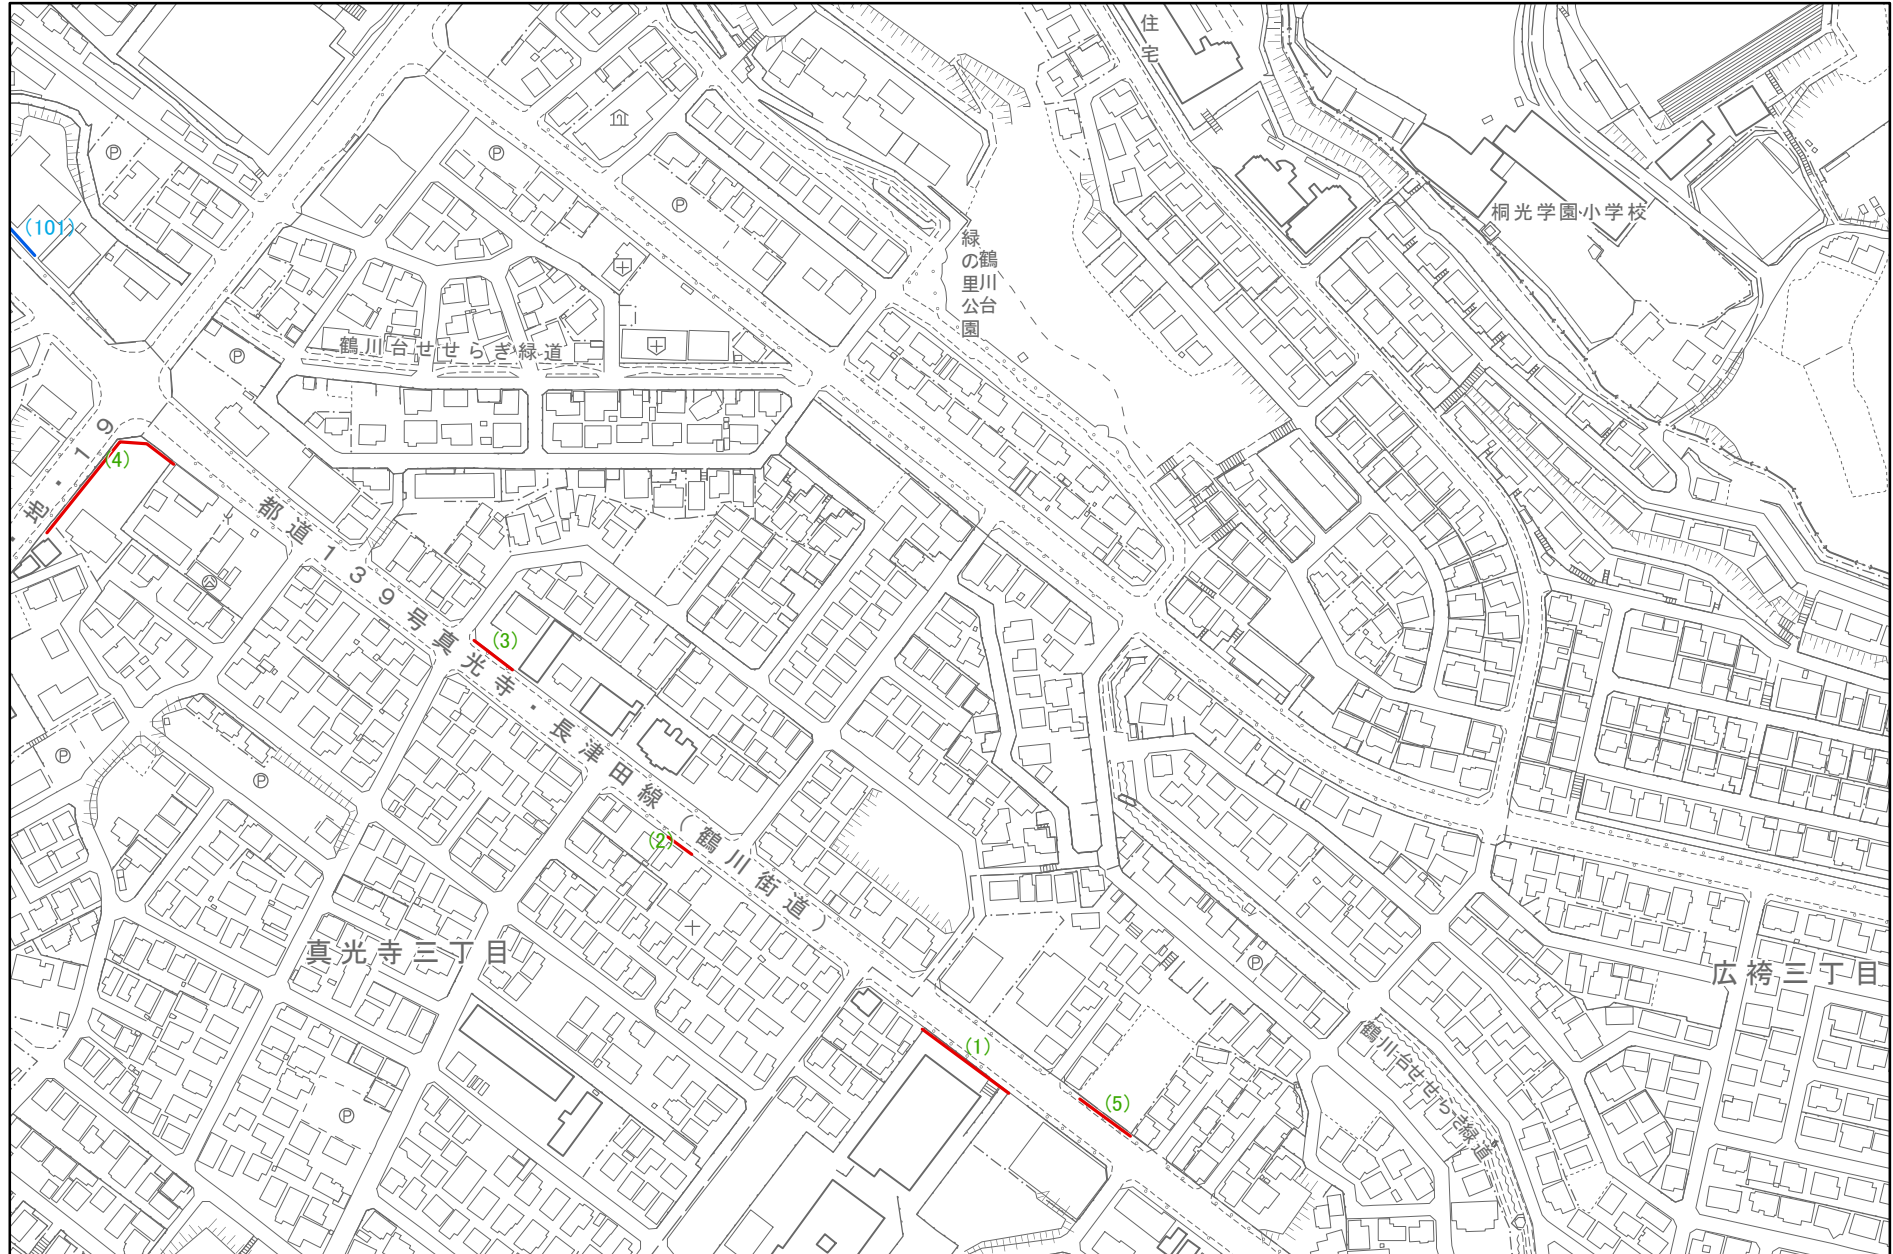 住宅
桐光学園小学校
(101)
緑の里公園
鶴川台
鶴川台せせらぎ緑道
(4)
都道139号真光寺・長津田線(鶴川街道)
(3)
(2)
真光寺三丁目
広袴三丁目
(1)
(5)
鶴川台せせらぎ緑道
P
P
P
P
P
P
P
P
P